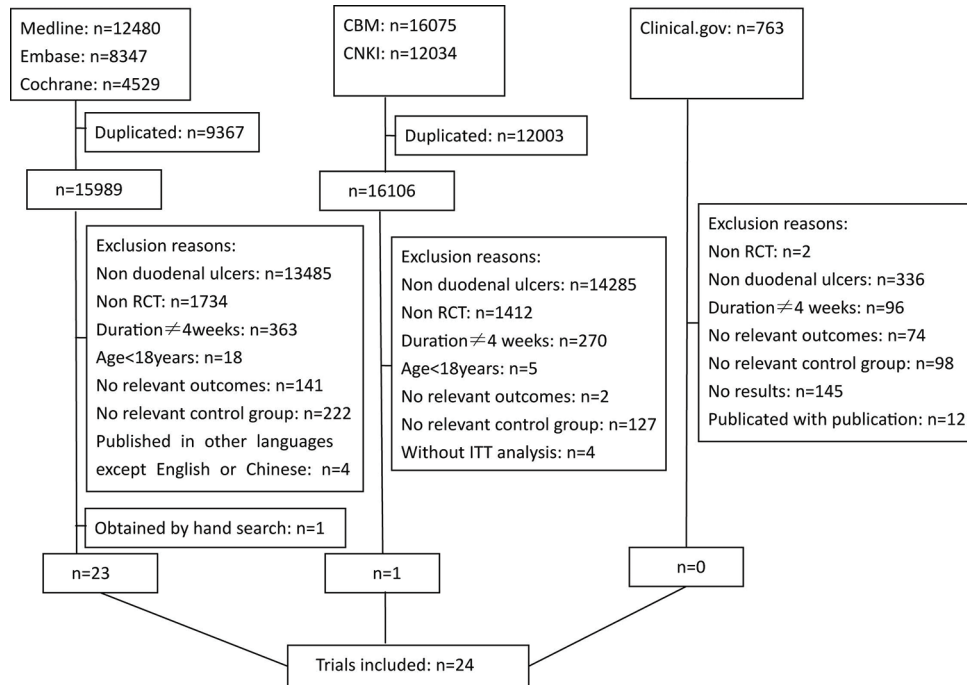 Medline: n=12480
Embase: n=8347
Cochrane: n=4529
Duplicated: n=9367
n=15989
Exclusion reasons:
Non duodenal ulcers: n=13485
Non RCT: n=1734
Duration≠4weeks: n=363
Age<18years: n=18
No relevant outcomes: n=141
No relevant control group: n=222
Published in other languages
except English or Chinese: n=4
Obtained by hand search: n=1
n=23
CBM: n=16075
CNKI: n=12034
Duplicated: n=12003
n=16106
Exclusion reasons:
Non duodenal ulcers: n=14285
Non RCT: n=1412
Duration≠4 weeks: n=270
Age<18years: n=5
No relevant outcomes: n=2
No relevant control group: n=127
Without ITT analysis: n=4
n=1
Clinical.gov: n=763
Exclusion reasons:
Non RCT: n=2
Non duodenal ulcers: n=336
Duration≠4 weeks: n=96
No relevant outcomes: n=74
No relevant control group: n=98
No results: n=145
Publicated with publication: n=12
n=0
Trials included: n=24